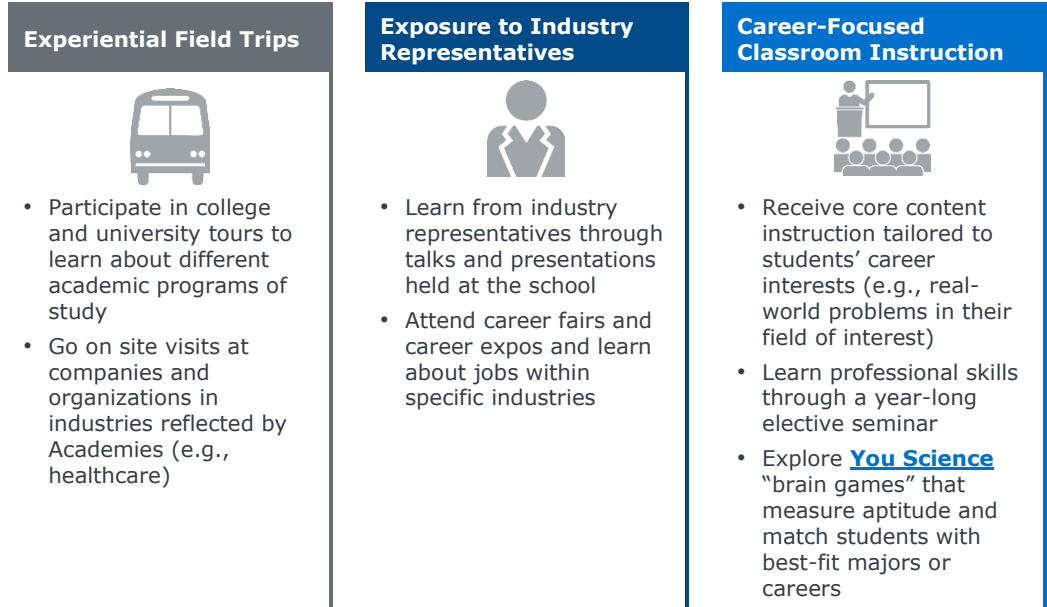 Experiential Field Trips
• Participate in college
and university tours to
learn about different
academic programs of
study
• Go on site visits at
companies and
organizations in
industries reflected by
Academies (e.g.,
healthcare)
Exposure to Industry
Representatives
• Learn from industry
representatives through
talks and presentations
held at the school
• Attend career fairs and
career expos and learn
about jobs within
specific industries
Career-Focused
Classroom Instruction
• Receive core content
instruction tailored to
students’ career
interests (e.g., real-
world problems in their
field of interest)
• Learn professional skills
through a year-long
elective seminar
• Explore You Science
“brain games” that
measure aptitude and
match students with
best-fit majors or
careers